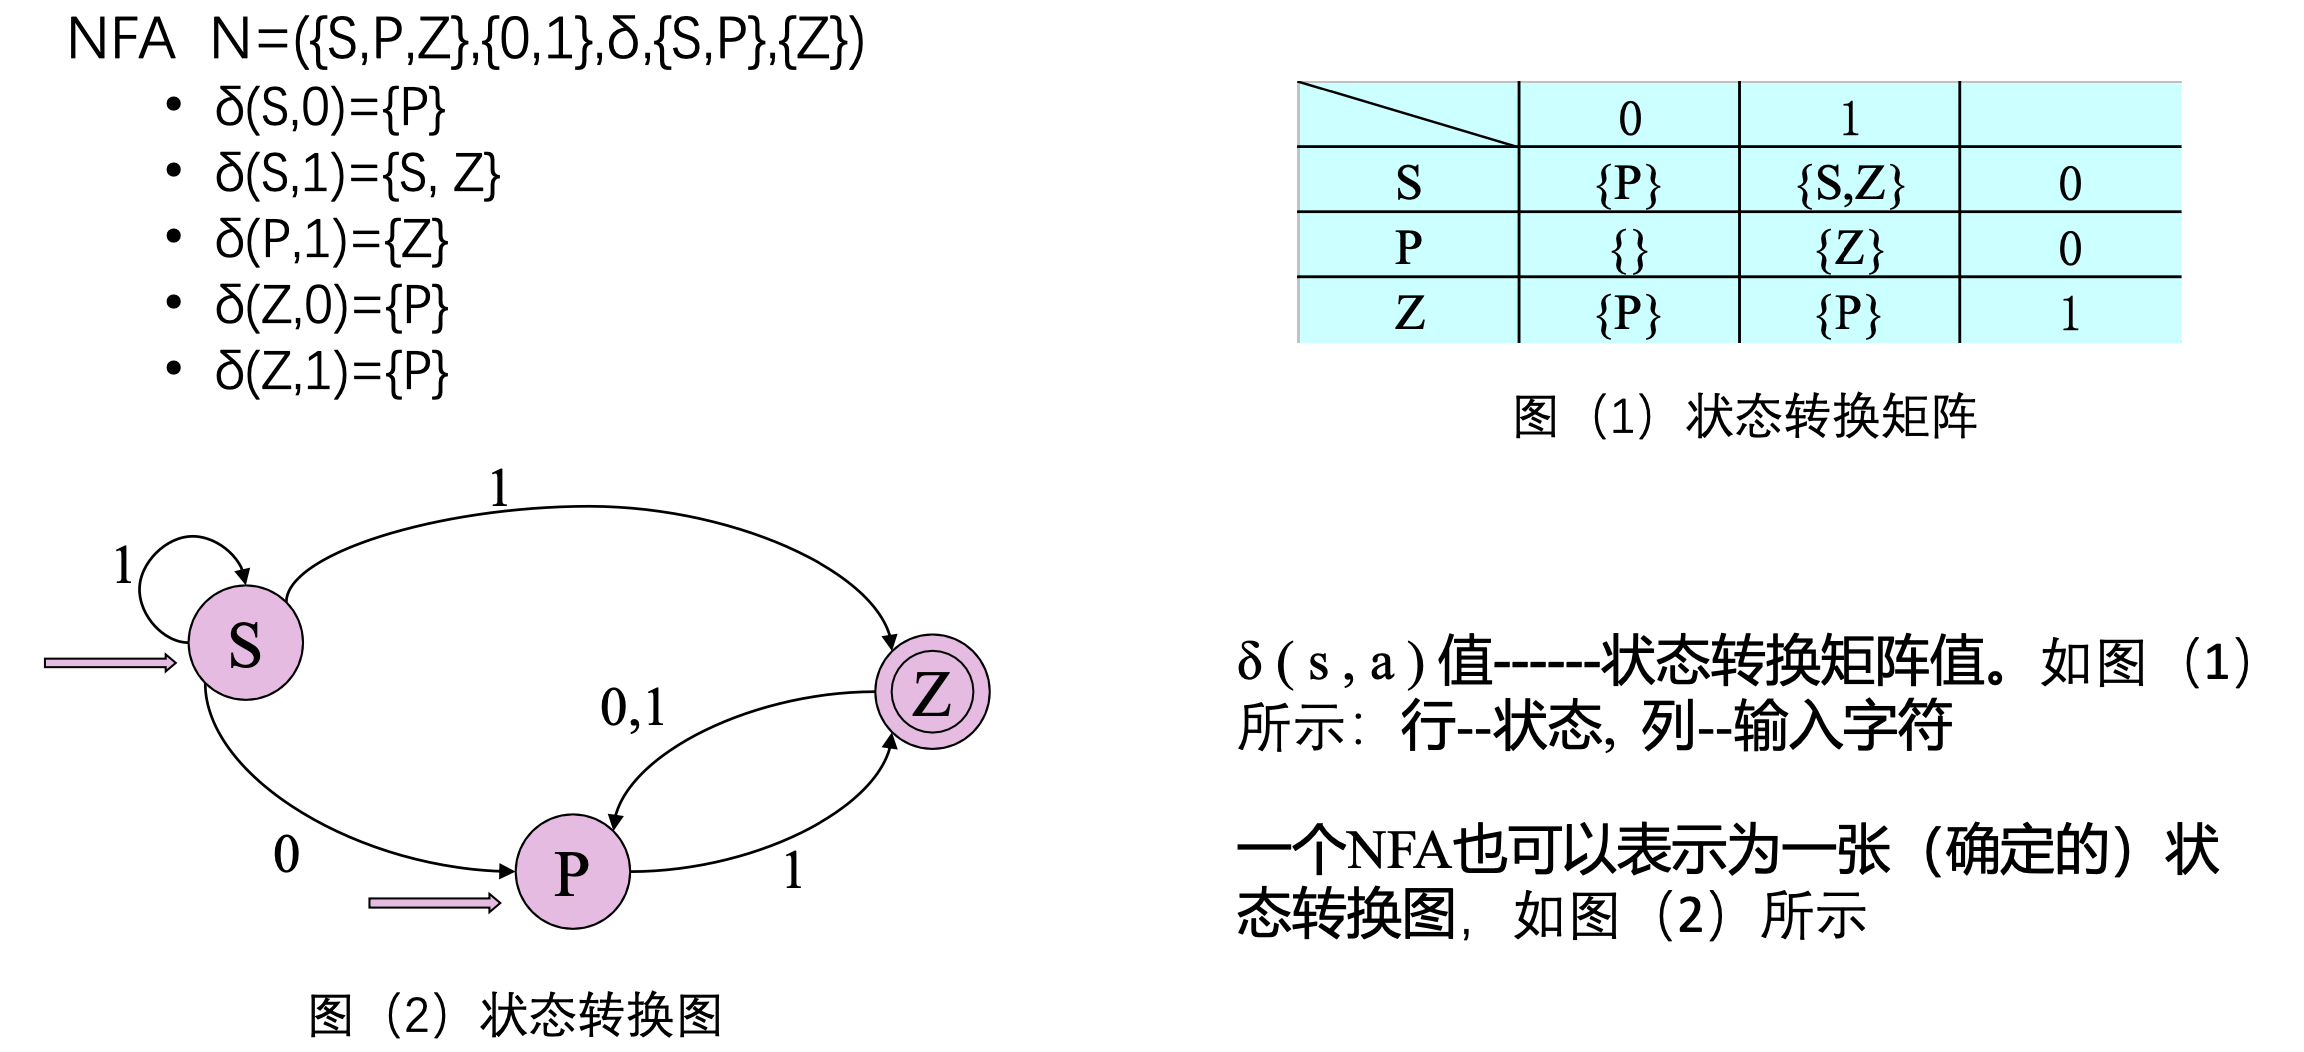 NFA N=({S,P,Z},{0,1},δ,{S,P},{Z})
• δ(S,0)={P}
• δ(S,1)={S, Z}
• δ(P,1)={Z}
• δ(Z,0)={P}
• δ(Z,1)={P}
0 1
S {P} {S,Z} 0
P {} {Z} 0
Z {P} {P} 1
图（1）状态转换矩阵
1
1
S
Z
0,1
0
P
1
图（2）状态转换图
δ(s,a)值------状态转换矩阵值。如图（1）
所示：行--状态, 列--输入字符
一个NFA也可以表示为一张（确定的）状
态转换图，如图（2）所示